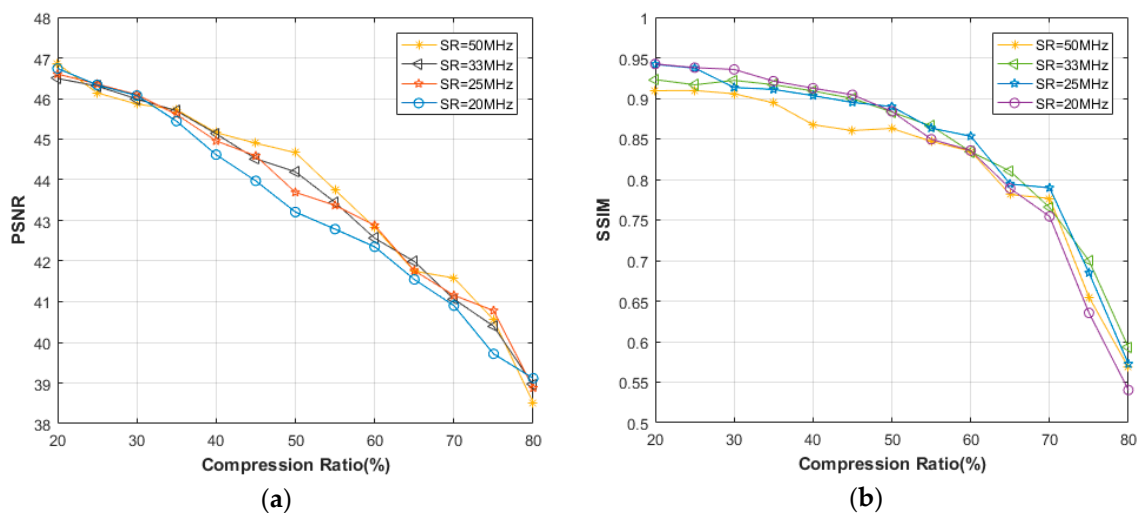 48
47
46
45
44
43
42
41
40
39
38
20
30
40
50
60
70
80
PSNR
Compression Ratio(%)
SR=50MHz
SR=33MHz
SR=25MHz
SR=20MHz
(a)
1
0.95
0.9
0.85
0.8
0.75
0.7
0.65
0.6
0.55
0.5
20
30
40
50
60
70
80
SSIM
Compression Ratio(%)
SR=50MHz
SR=33MHz
SR=25MHz
SR=20MHz
(b)